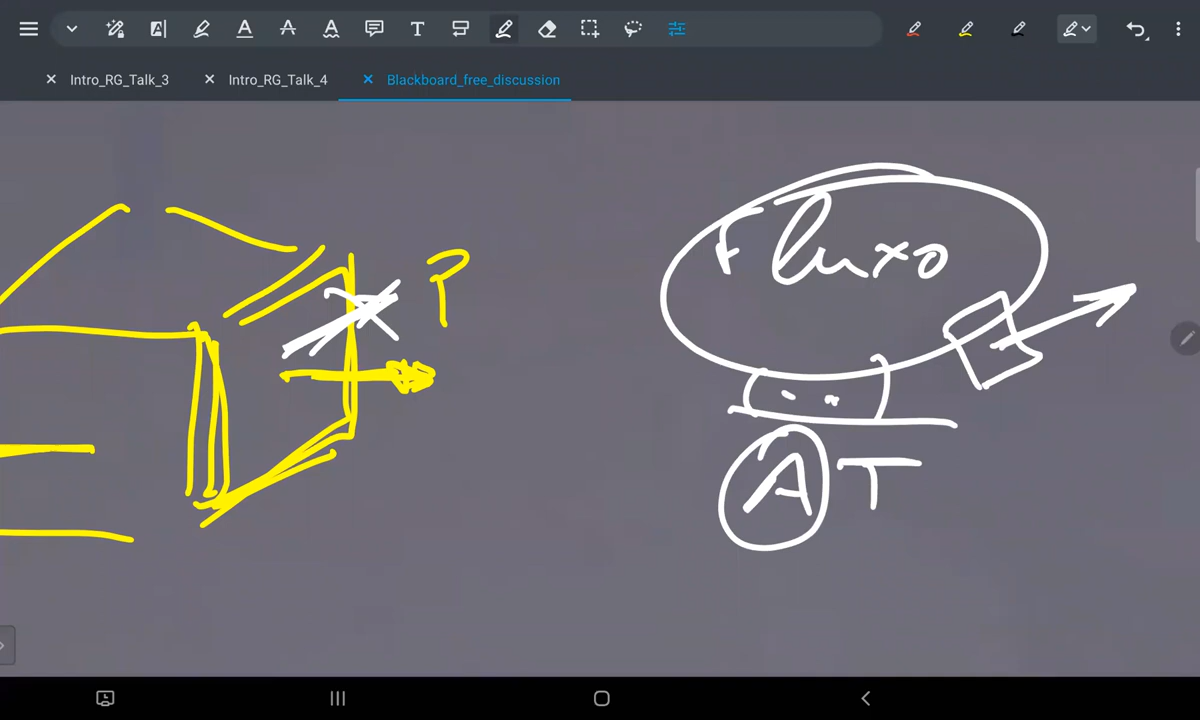 Intro_RG_Talk_3
Intro_RG_Talk_4
Blackboard_free_discussion
P
Fluxo
A T